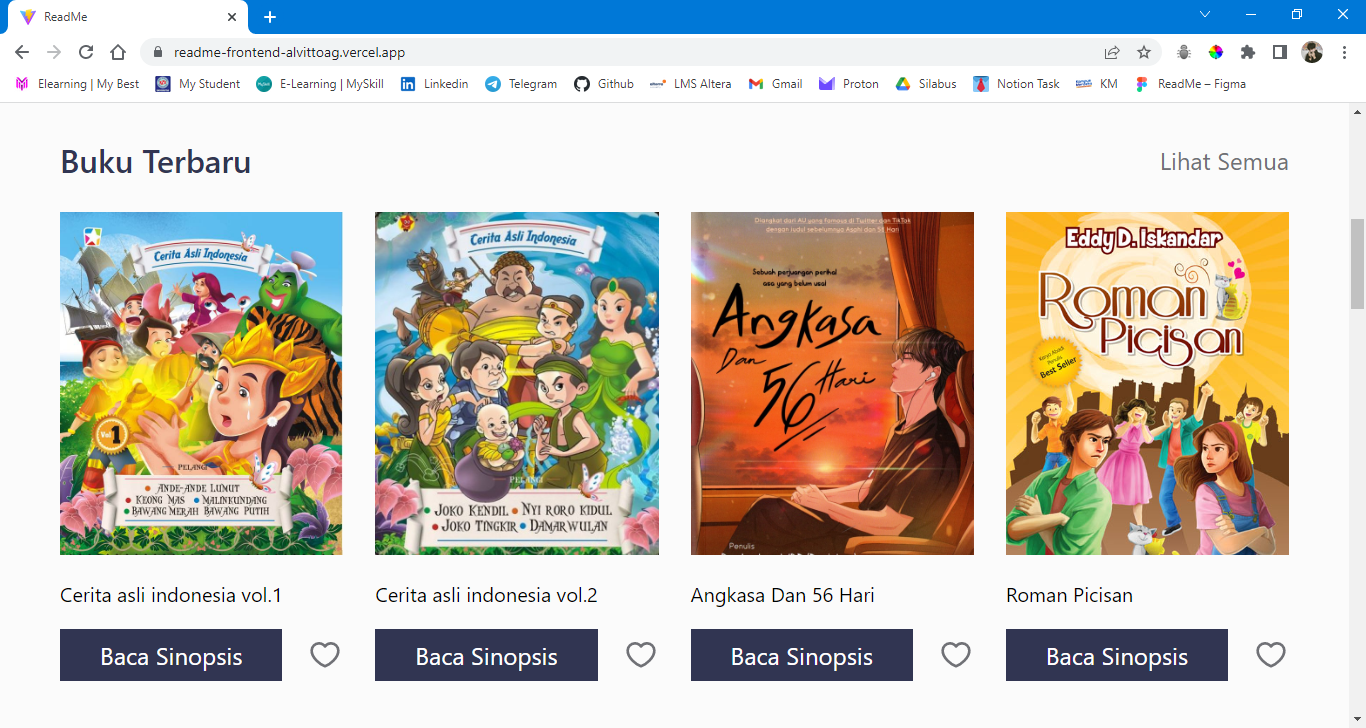 ReadMe
readme-frontend-alvittoag.vercel.app
Elearning | My Best
My Student
E-Learning | MySkill
Linkedin
Telegram
Github
LMS Altera
Gmail
Proton
Silabus
Notion Task
KM
ReadMe – Figma
Buku Terbaru
Lihat Semua
Cerita Asli Indonesia
Vol 1
PELANGI
ANDE-ANDE LUMUT
KEONG MAS
MALINKUNDANG
BAWANG MERAH BAWANG PUTIH
Cerita Asli Indonesia
PELANGI
JOKO KENDIL
NYI RORO KIDUL
JOKO TINGKIR
DAMARWULAN
Diangkat dari AU yang famous di Twitter dan TikTok
dengan judul sebelumnya Asahi dan 56 Hari
Sebuah perjuangan perihal
asa yang belum usai
Angkasa
Dan
56 Hari
Penulis
Eddy D. Iskandar
Roman
Picisan
Karya Abadi
Penulis
Best Seller
Cerita asli indonesia vol.1
Cerita asli indonesia vol.2
Angkasa Dan 56 Hari
Roman Picisan
Baca Sinopsis
Baca Sinopsis
Baca Sinopsis
Baca Sinopsis